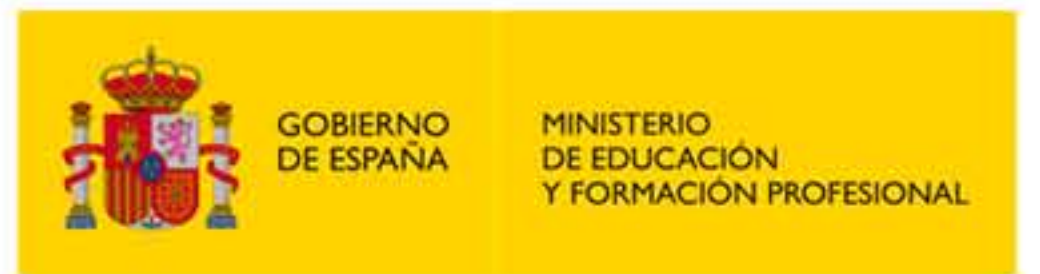 GOBIERNO
DE ESPAÑA
MINISTERIO
DE EDUCACIÓN
Y FORMACIÓN PROFESIONAL